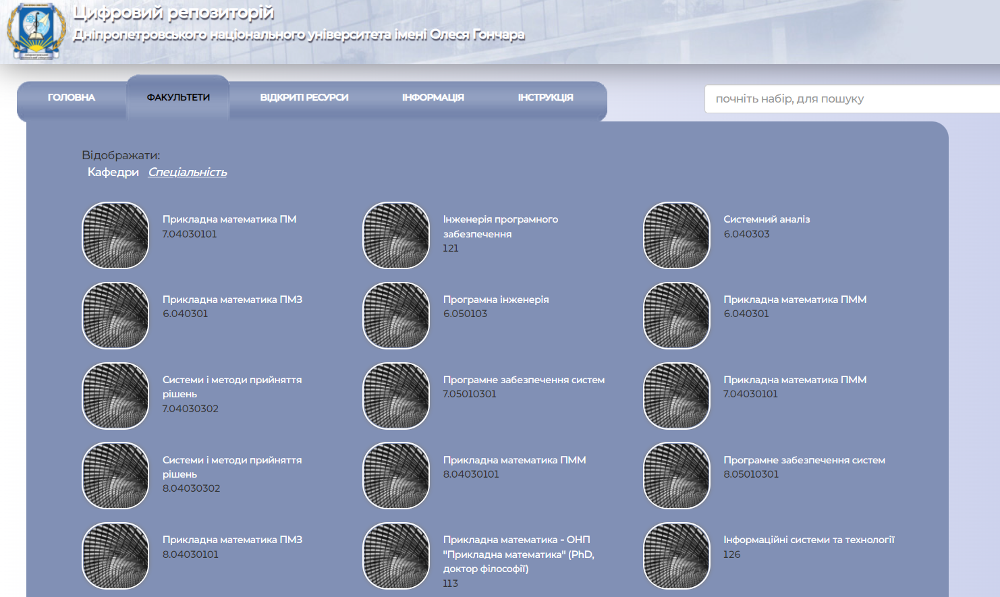 Цифровий репозиторій
Дніпропетровського національного університета імені Олеся Гончара
ГОЛОВНА
ФАКУЛЬТЕТИ
ВІДКРИТІ РЕСУРСИ
ІНФОРМАЦІЯ
ІНСТРУКЦІЯ
почніть набір, для пошуку
Відображати:
Кафедри Спеціальність
Прикладна математика ПМ
7.04030101
Інженерія програмного
забезпечення
121
Системний аналіз
6.040303
Прикладна математика ПМЗ
6.040301
Програмна інженерія
6.050103
Прикладна математика ПММ
6.040301
Системи і методи прийняття
рішень
7.04030302
Програмне забезпечення систем
7.05010301
Прикладна математика ПММ
7.04030101
Системи і методи прийняття
рішень
8.04030302
Прикладна математика ПММ
8.04030101
Програмне забезпечення систем
8.05010301
Прикладна математика ПМЗ
8.04030101
Прикладна математика - ОНП
"Прикладна математика" (PhD,
доктор філософії)
113
Інформаційні системи та технології
126